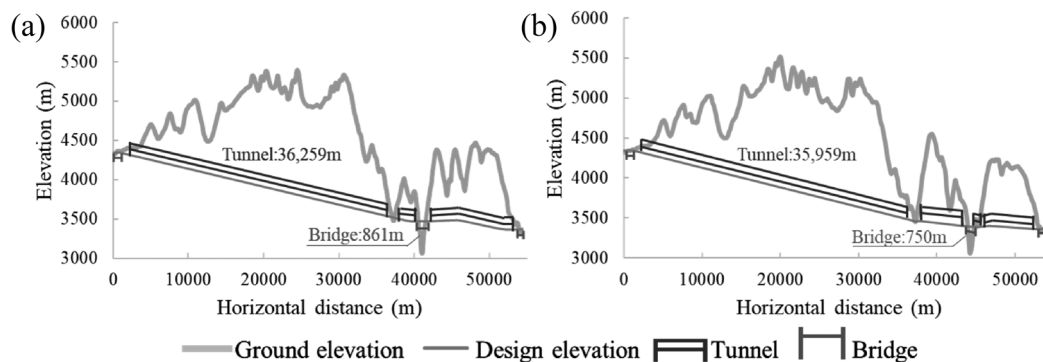 (a)
6000
5500
5000
4500
4000
3500
3000
Elevation (m)
Tunnel:36,259m
Bridge:861m
0 10000 20000 30000 40000 50000
Horizontal distance (m)
(b)
6000
5500
5000
4500
4000
3500
3000
Elevation (m)
Tunnel:35,959m
Bridge:750m
0 10000 20000 30000 40000 50000
Horizontal distance (m)
Ground elevation Design elevation Tunnel Bridge